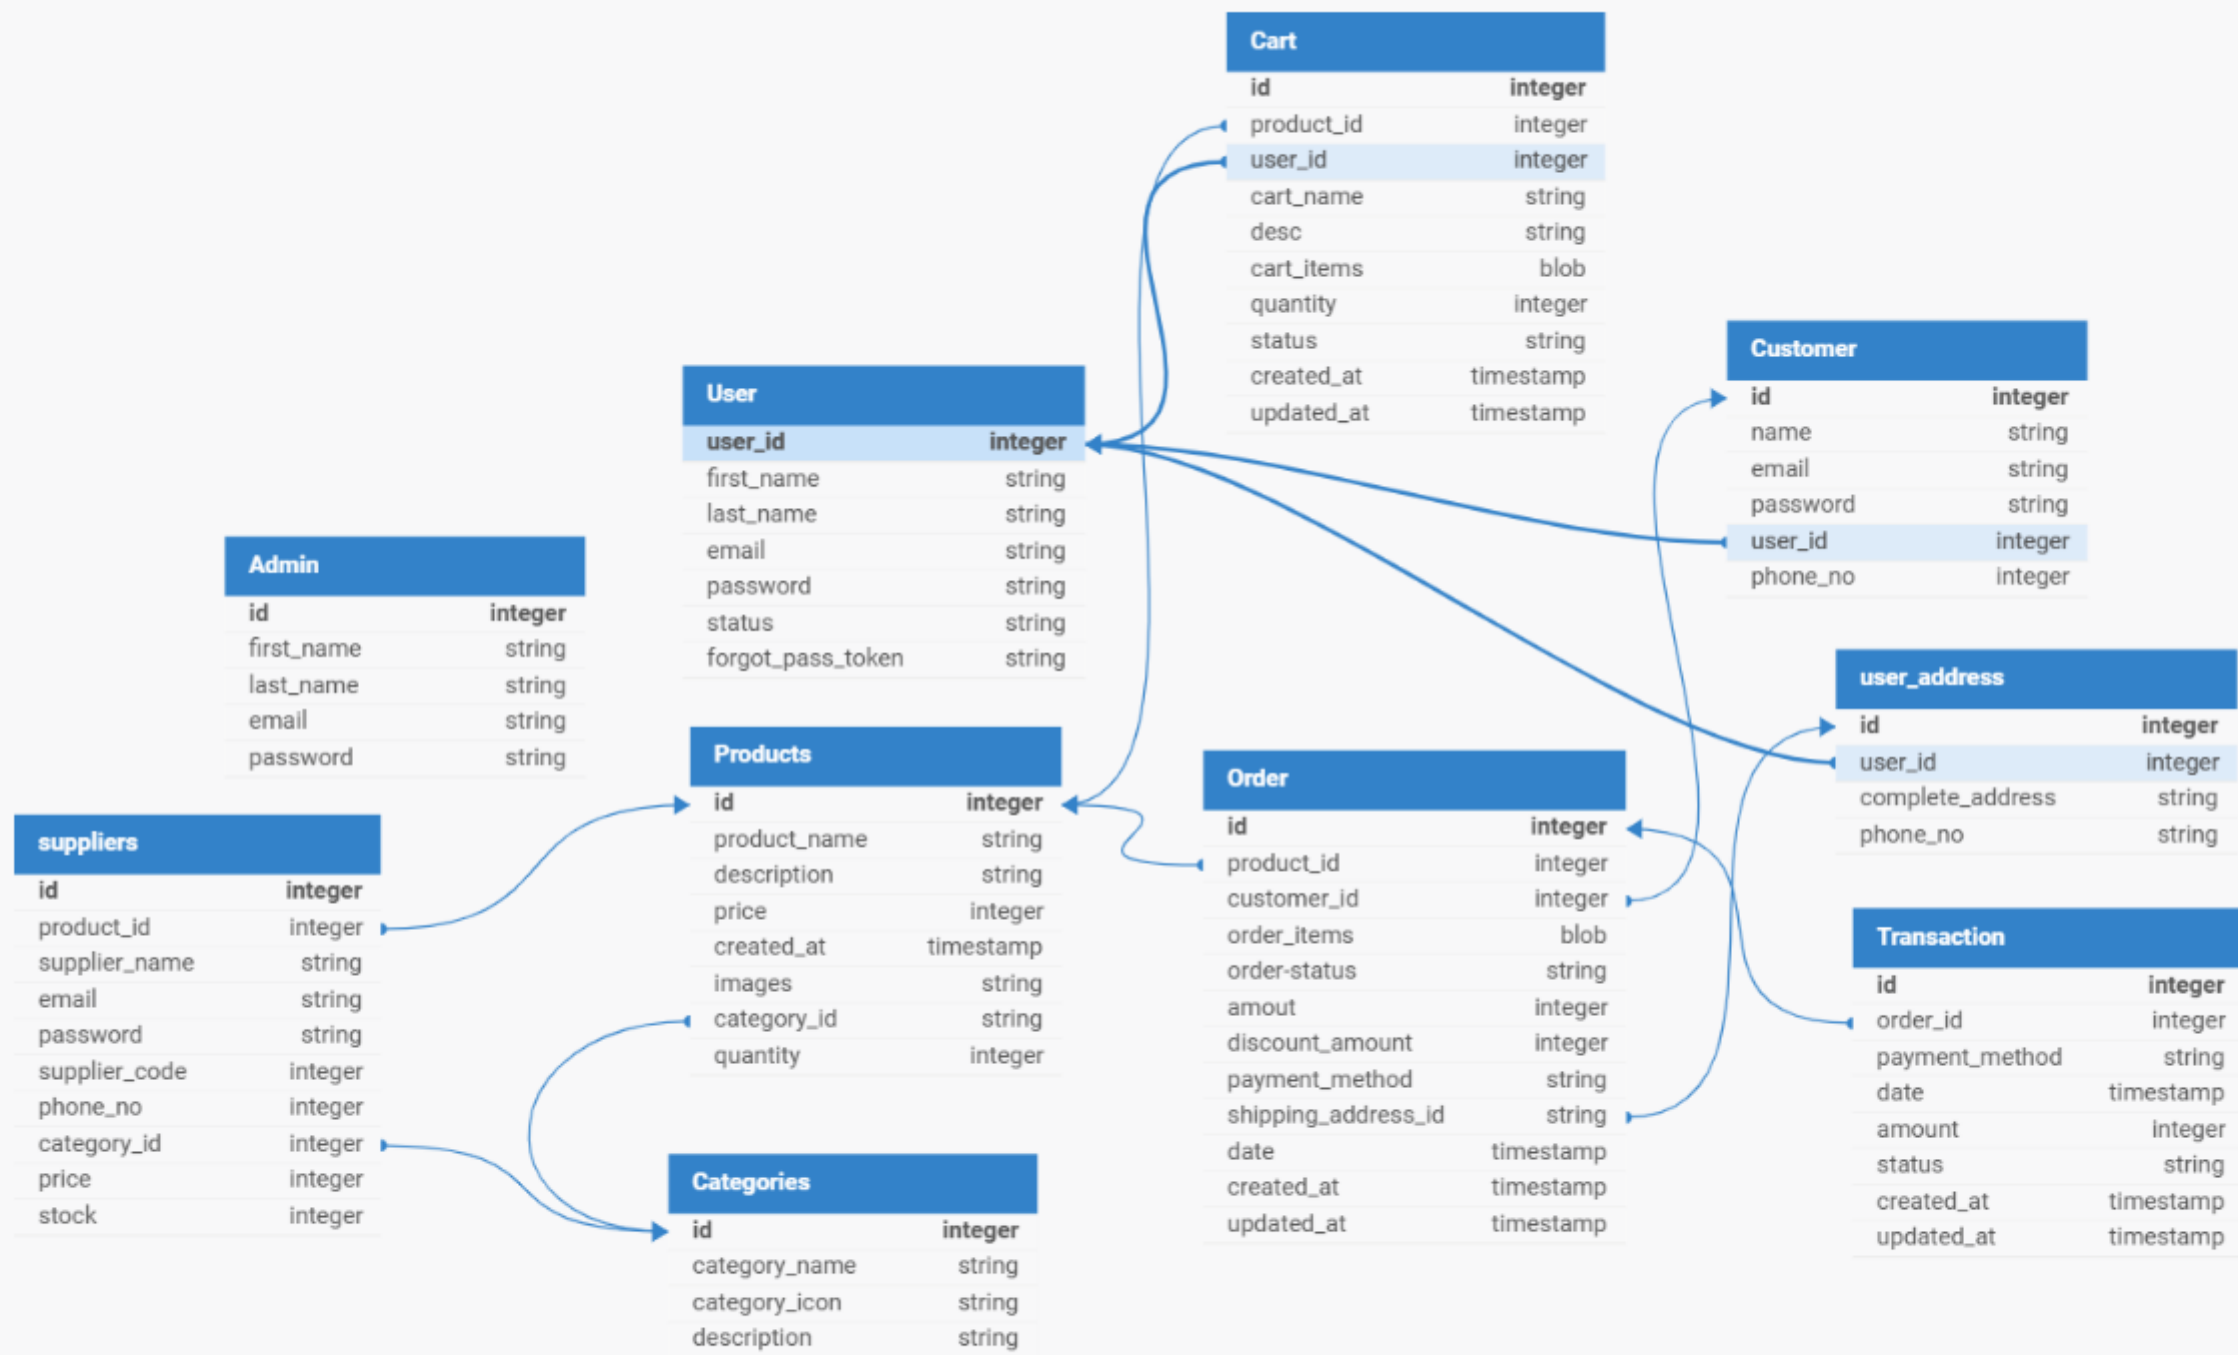 Cart
id integer
product_id integer
user_id integer
cart_name string
desc string
cart_items blob
quantity integer
status string
created_at timestamp
updated_at timestamp
Customer
id integer
name string
email string
password string
user_id integer
phone_no integer
User
user_id integer
first_name string
last_name string
email string
password string
status string
forgot_pass_token string
Admin
id integer
first_name string
last_name string
email string
password string
user_address
id integer
user_id integer
complete_address string
phone_no string
Products
id integer
product_name string
description string
price integer
created_at timestamp
images string
category_id string
quantity integer
Order
id integer
product_id integer
customer_id integer
order_items blob
order-status string
amout integer
discount_amount integer
payment_method string
shipping_address_id string
date timestamp
created_at timestamp
updated_at timestamp
suppliers
id integer
product_id integer
supplier_name string
email string
password string
supplier_code integer
phone_no integer
category_id integer
price integer
stock integer
Transaction
id integer
order_id integer
payment_method string
date timestamp
amount integer
status string
created_at timestamp
updated_at timestamp
Categories
id integer
category_name string
category_icon string
description string